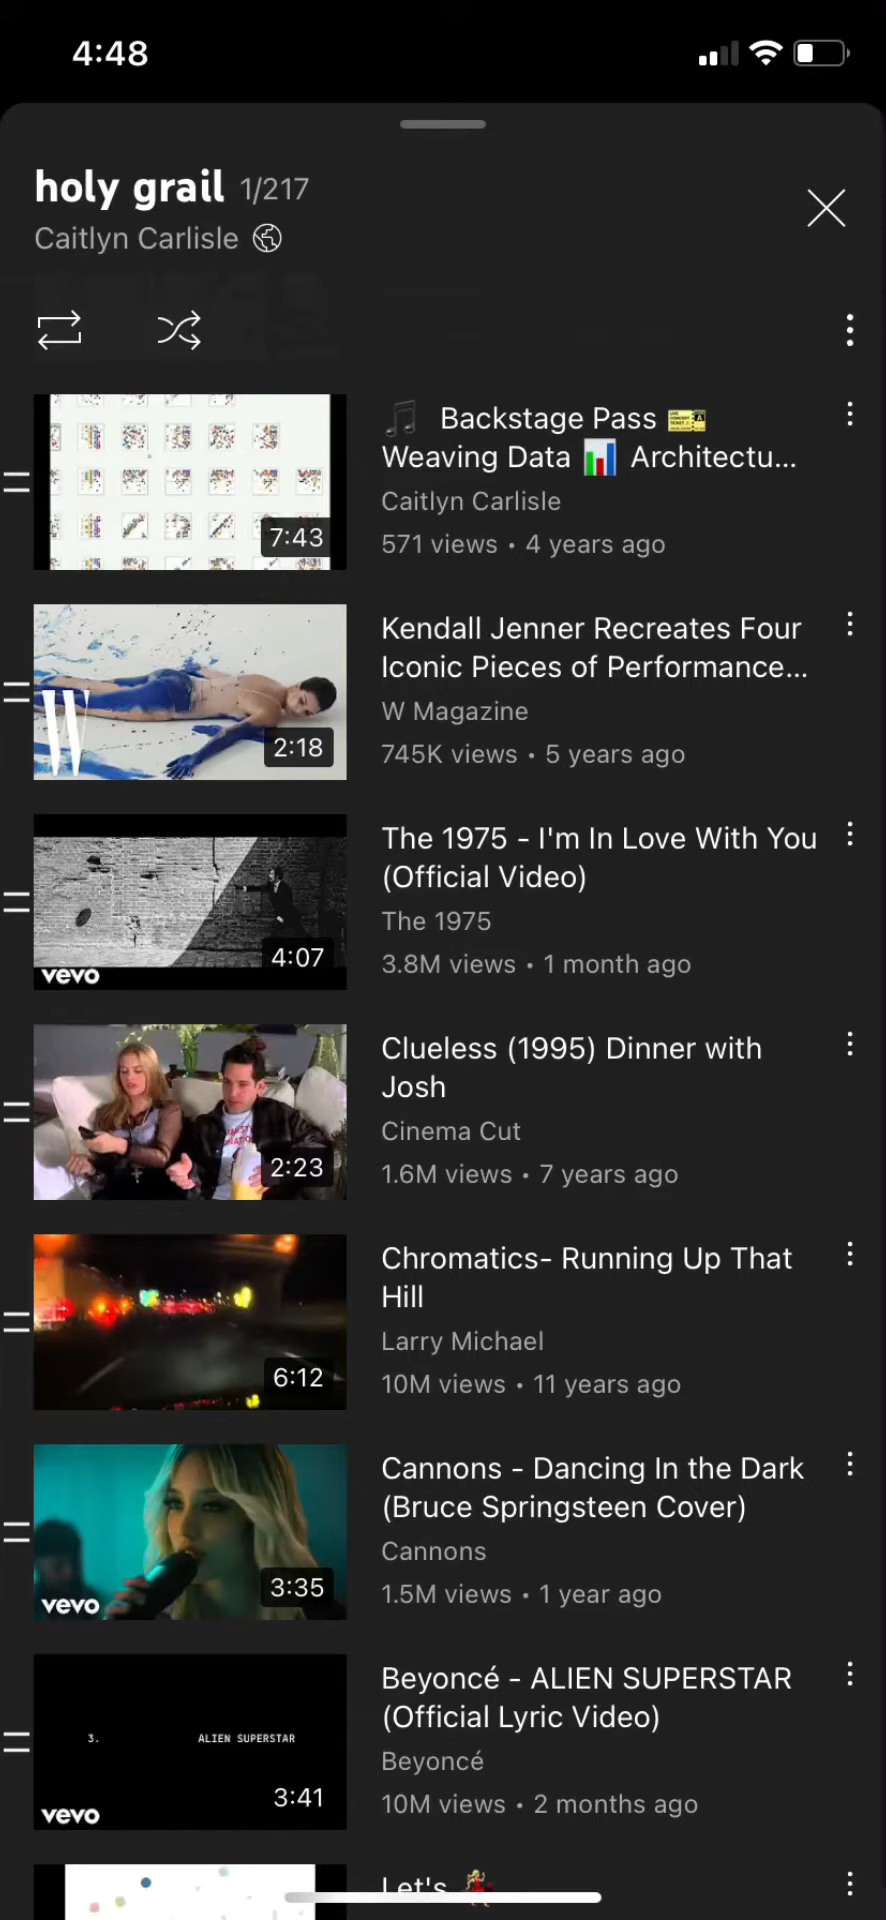 4:48
holy grail 1/217
Caitlyn Carlisle
🎵 Backstage Pass 🎫
Weaving Data 📊 Architectu...
7:43
Caitlyn Carlisle
571 views • 4 years ago
Kendall Jenner Recreates Four
Iconic Pieces of Performance...
W
2:18
W Magazine
745K views • 5 years ago
The 1975 - I'm In Love With You
(Official Video)
4:07
vevo
The 1975
3.8M views • 1 month ago
Clueless (1995) Dinner with
Josh
2:23
Cinema Cut
1.6M views • 7 years ago
Chromatics- Running Up That
Hill
6:12
Larry Michael
10M views • 11 years ago
Cannons - Dancing In the Dark
(Bruce Springsteen Cover)
3:35
vevo
Cannons
1.5M views • 1 year ago
Beyoncé - ALIEN SUPERSTAR
(Official Lyric Video)
3. ALIEN SUPERSTAR
3:41
vevo
Beyoncé
10M views • 2 months ago
Let's 💃